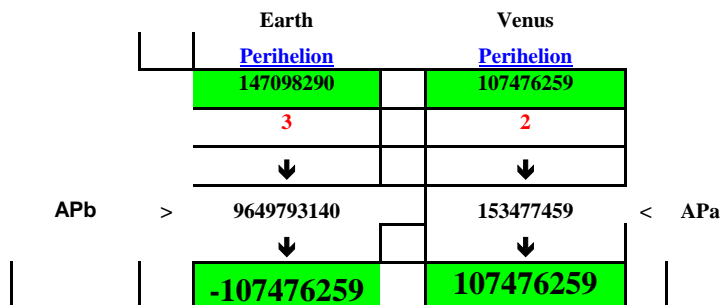 Earth Venus
Perihelion Perihelion
147098290 107476259
3 2
🡻 🡻
APb > 9649793140 153477459 < APa
🡻 🡻
-107476259 107476259